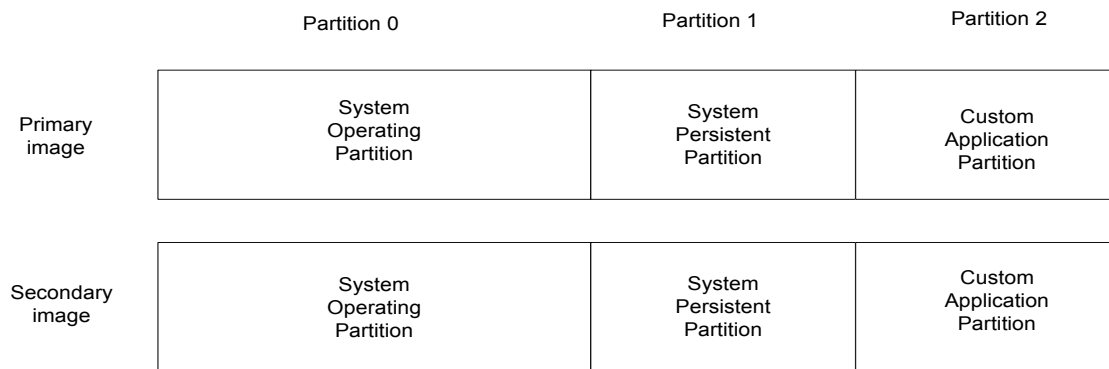 Partition 0
Partition 1
Partition 2
Primary
image
System
Operating
Partition
System
Persistent
Partition
Custom
Application
Partition
Secondary
image
System
Operating
Partition
System
Persistent
Partition
Custom
Application
Partition